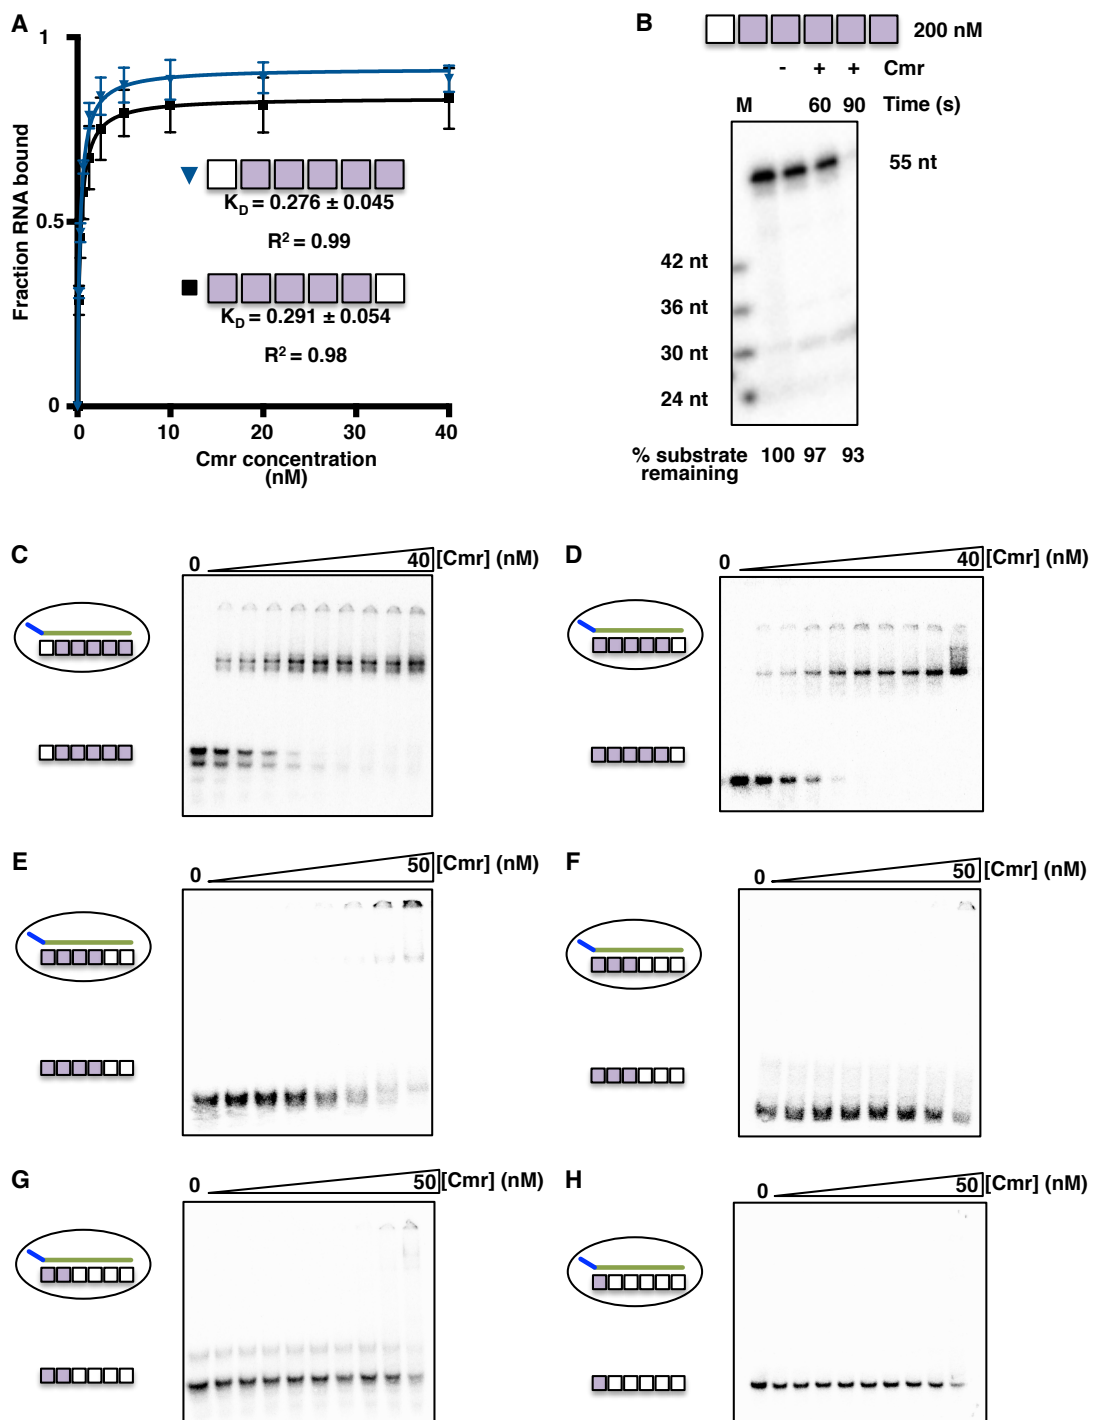 A
1
0.5
0
0 10 20 30 40
Fraction RNA bound
Cmr concentration
(nM)
K_D = 0.276 ± 0.045
R² = 0.99
K_D = 0.291 ± 0.054
R² = 0.98
B
200 nM
- + + Cmr
M 60 90 Time (s)
55 nt
42 nt
36 nt
30 nt
24 nt
% substrate
remaining
100 97 93
C
0 40 [Cmr] (nM)
D
0 40 [Cmr] (nM)
E
0 50 [Cmr] (nM)
F
0 50 [Cmr] (nM)
G
0 50 [Cmr] (nM)
H
0 50 [Cmr] (nM)